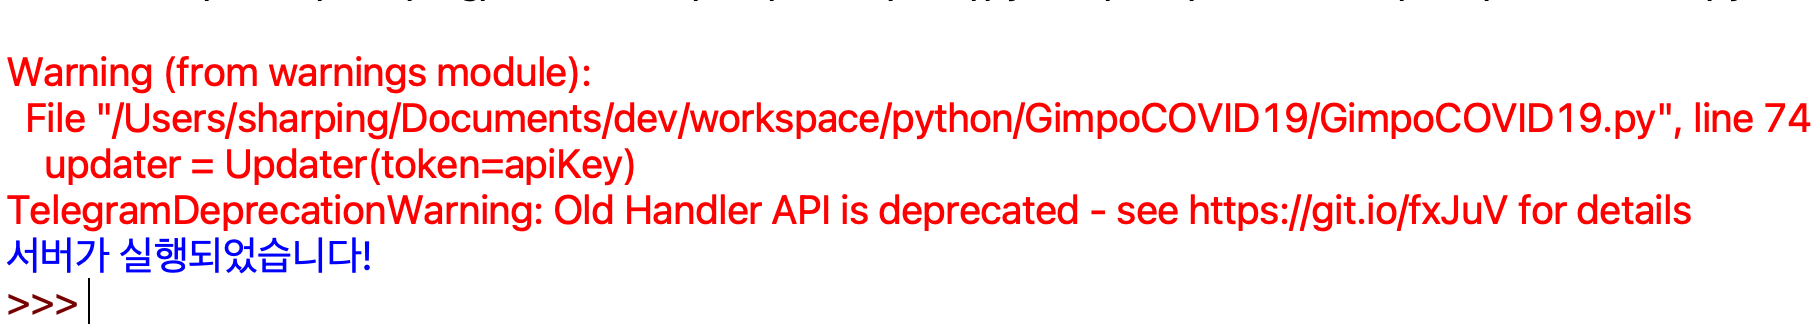 Warning (from warnings module):
File "/Users/sharping/Documents/dev/workspace/python/GimpoCOVID19/GimpoCOVID19.py", line 74
updater = Updater(token=apiKey)
TelegramDeprecationWarning: Old Handler API is deprecated - see https://git.io/fxJuV for details
서버가 실행되었습니다!
>>>